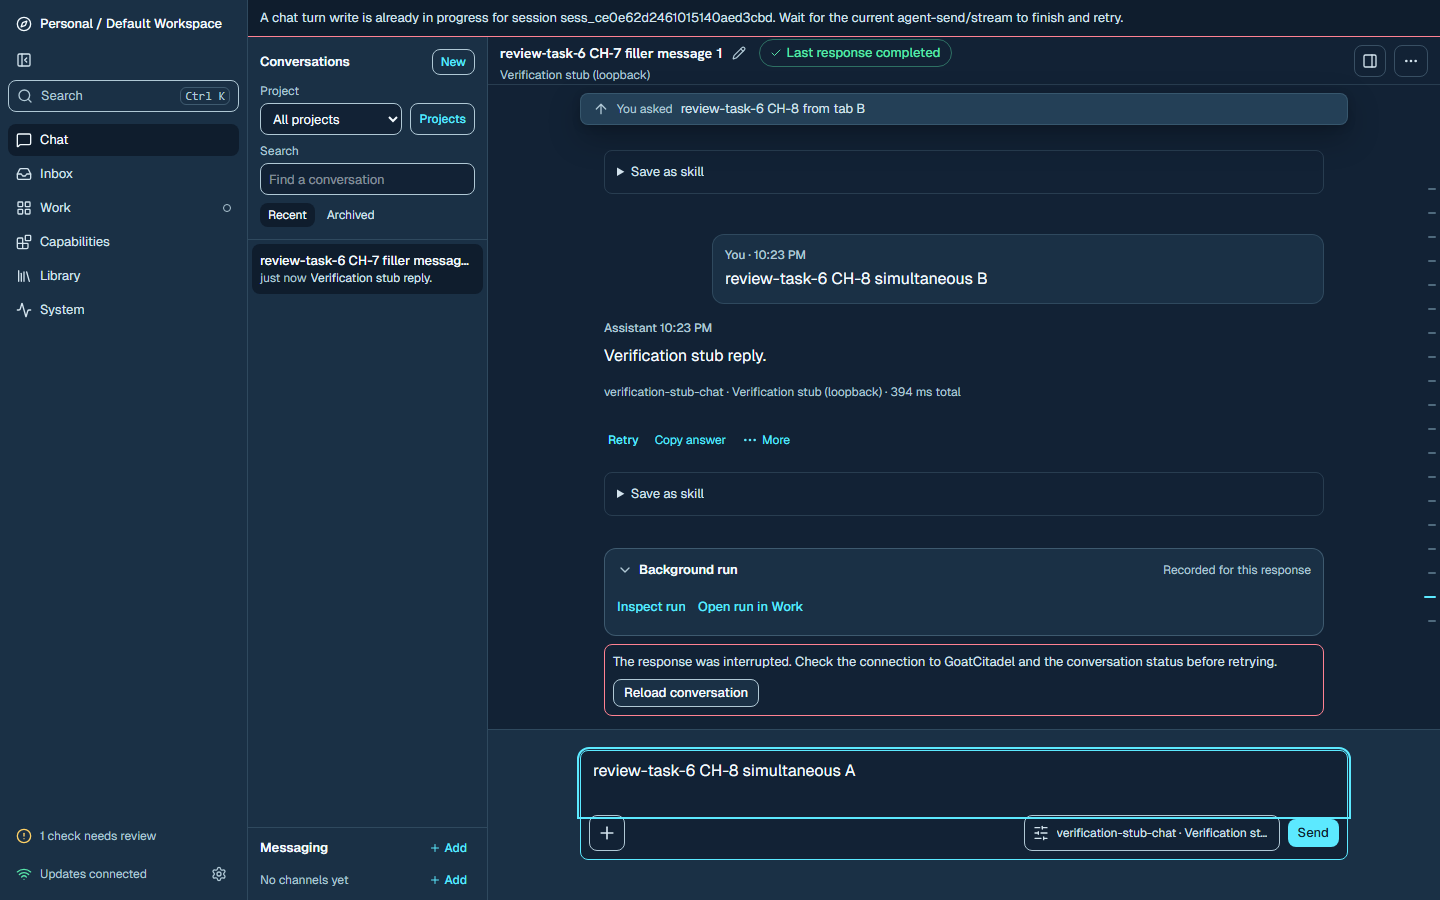 Personal / Default Workspace
Search
Ctrl K
Chat
Inbox
Work
Capabilities
Library
System
1 check needs review
Updates connected
A chat turn write is already in progress for session sess_ce0e62d2461015140aed3cbd. Wait for the current agent-send/stream to finish and retry.
Conversations
New
Project
All projects
Projects
Search
Find a conversation
Recent
Archived
review-task-6 CH-7 filler messag...
just now Verification stub reply.
Messaging
+ Add
No channels yet
+ Add
review-task-6 CH-7 filler message 1
Last response completed
Verification stub (loopback)
You asked review-task-6 CH-8 from tab B
Save as skill
You · 10:23 PM
review-task-6 CH-8 simultaneous B
Assistant 10:23 PM
Verification stub reply.
verification-stub-chat · Verification stub (loopback) · 394 ms total
Retry
Copy answer
··· More
Save as skill
Background run
Recorded for this response
Inspect run
Open run in Work
The response was interrupted. Check the connection to GoatCitadel and the conversation status before retrying.
Reload conversation
review-task-6 CH-8 simultaneous A
verification-stub-chat · Verification st...
Send